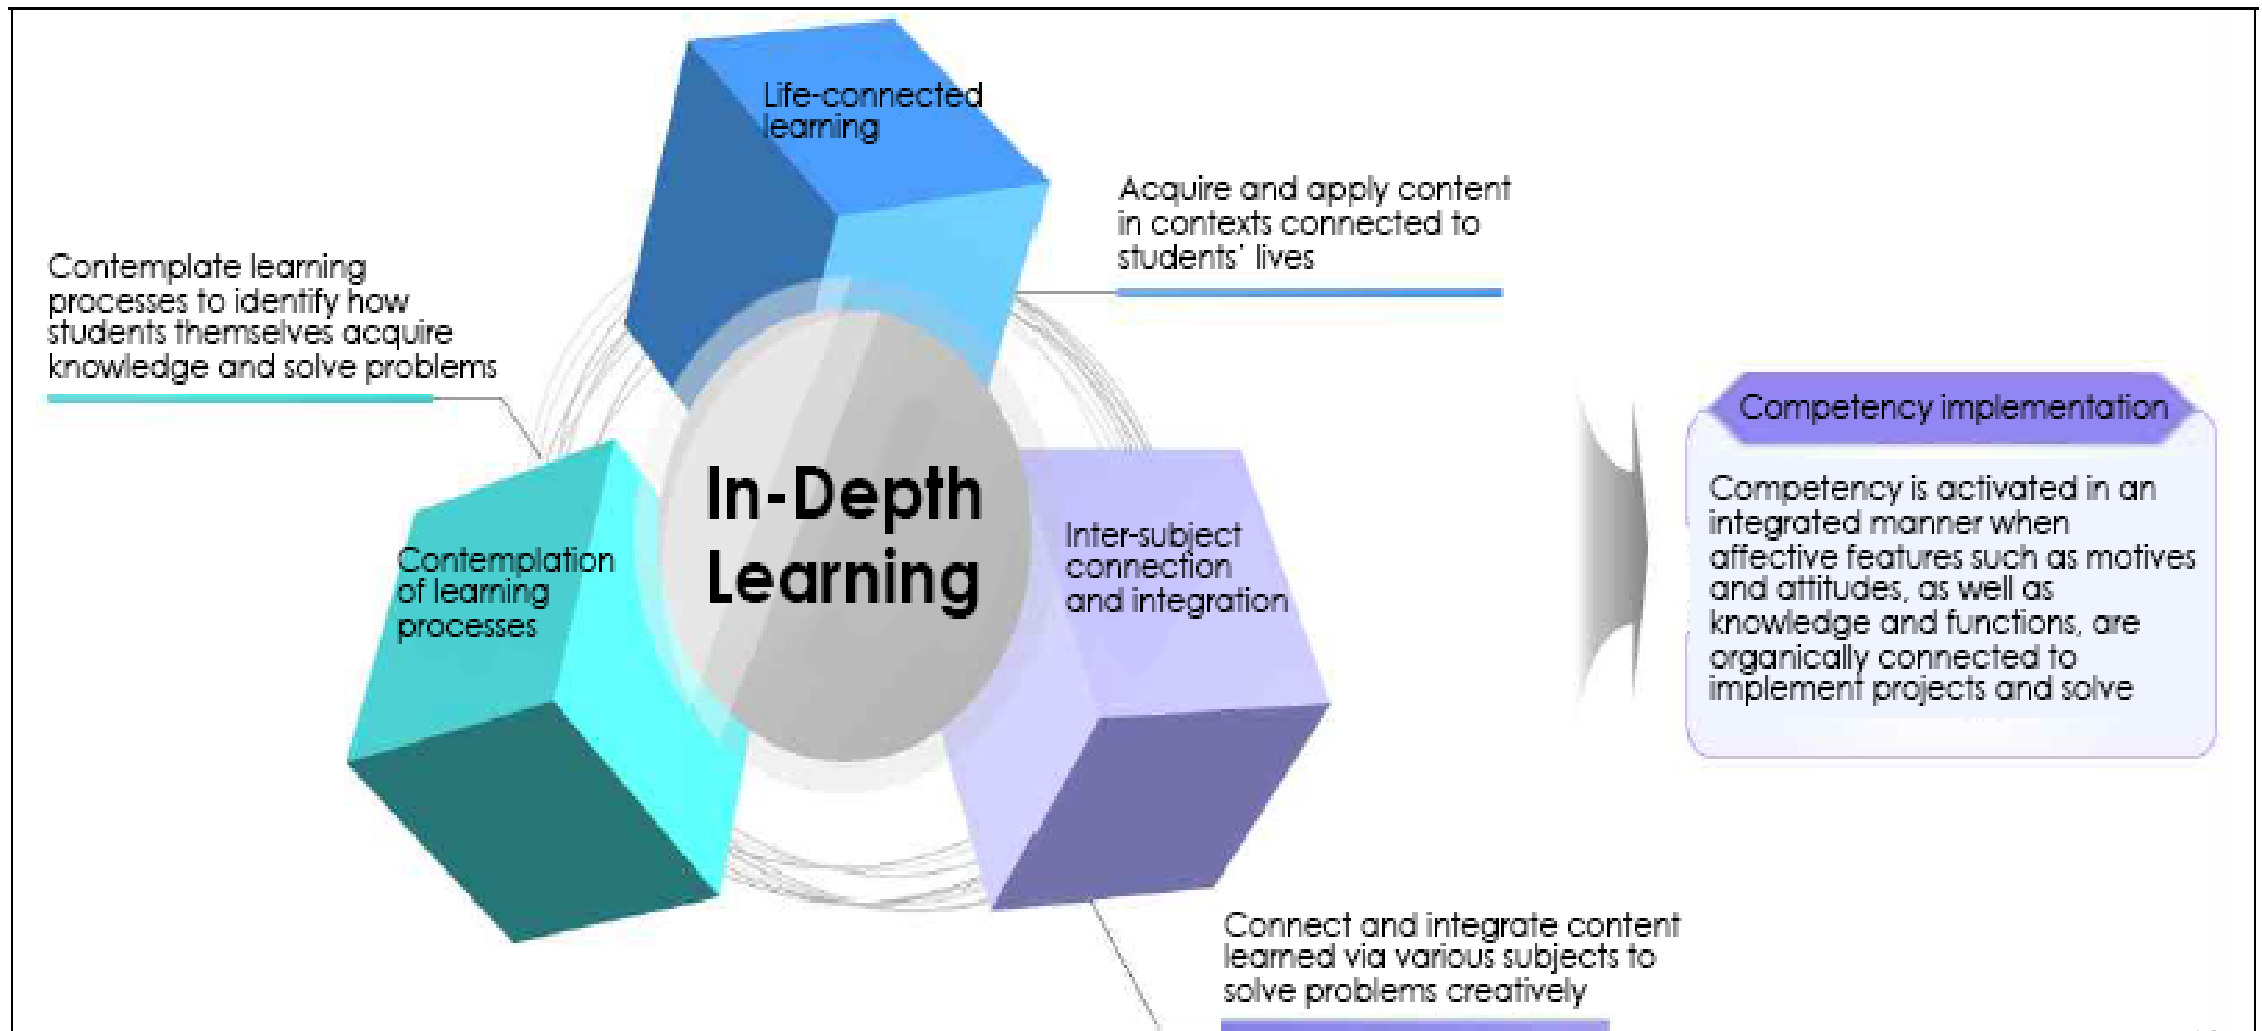 Life-connected
learning
Acquire and apply content
in contexts connected to
students' lives
Contemplate learning
processes to identify how
students themselves acquire
knowledge and solve problems
In-Depth
Learning
Contemplation
of learning
processes
Inter-subject
connection
and integration
Connect and integrate content
learned via various subjects to
solve problems creatively
Competency implementation
Competency is activated in an
integrated manner when
affective features such as motives
and attitudes, as well as
knowledge and functions, are
organically connected to
implement projects and solve